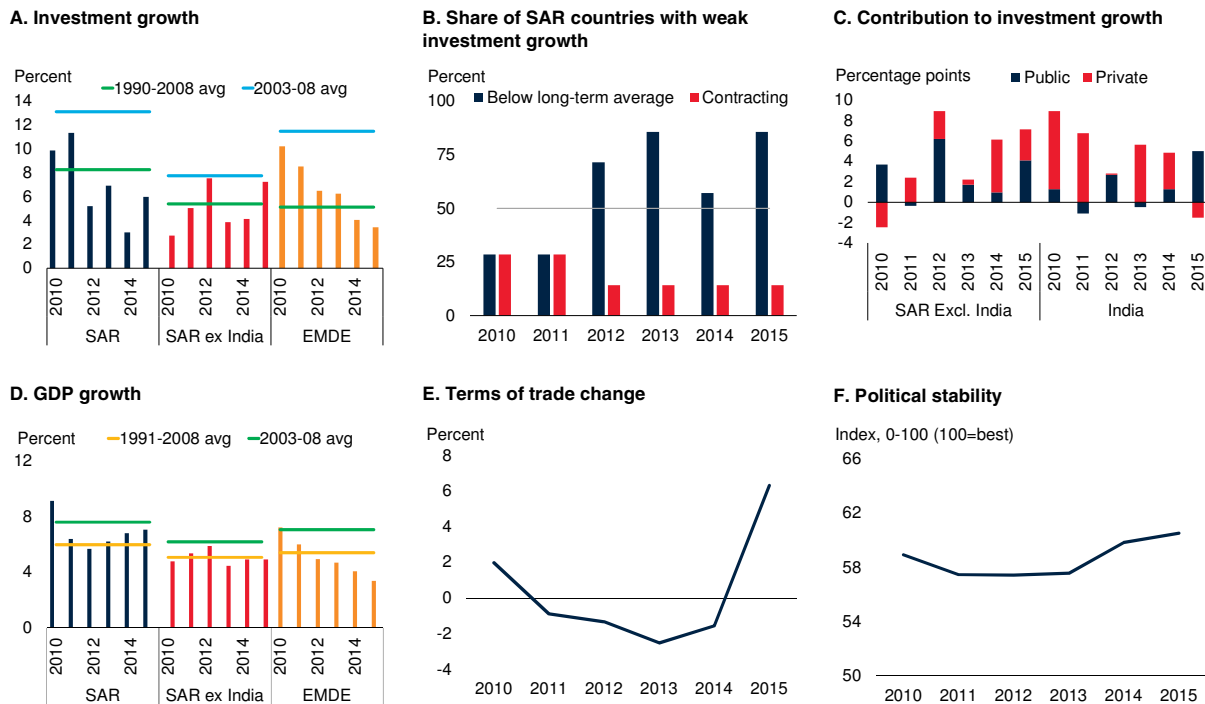 A. Investment growth
Percent
1990-2008 avg
2003-08 avg
14
12
10
8
6
4
2
0
2010
2012
2014
2010
2012
2014
2010
2012
2014
SAR
SAR ex India
EMDE
B. Share of SAR countries with weak
investment growth
Percent
100
Below long-term average
Contracting
75
50
25
0
2010
2011
2012
2013
2014
2015
C. Contribution to investment growth
Percentage points
Public
Private
10
8
6
4
2
0
-2
-4
2010
2011
2012
2013
2014
2015
2010
2011
2012
2013
2014
2015
SAR Excl. India
India
D. GDP growth
Percent
1991-2008 avg
2003-08 avg
12
8
4
0
2010
2012
2014
2010
2012
2014
2010
2012
2014
SAR
SAR ex India
EMDE
E. Terms of trade change
Percent
8
6
4
2
0
-2
-4
2010
2011
2012
2013
2014
2015
F. Political stability
Index, 0-100 (100=best)
66
62
58
54
50
2010
2011
2012
2013
2014
2015